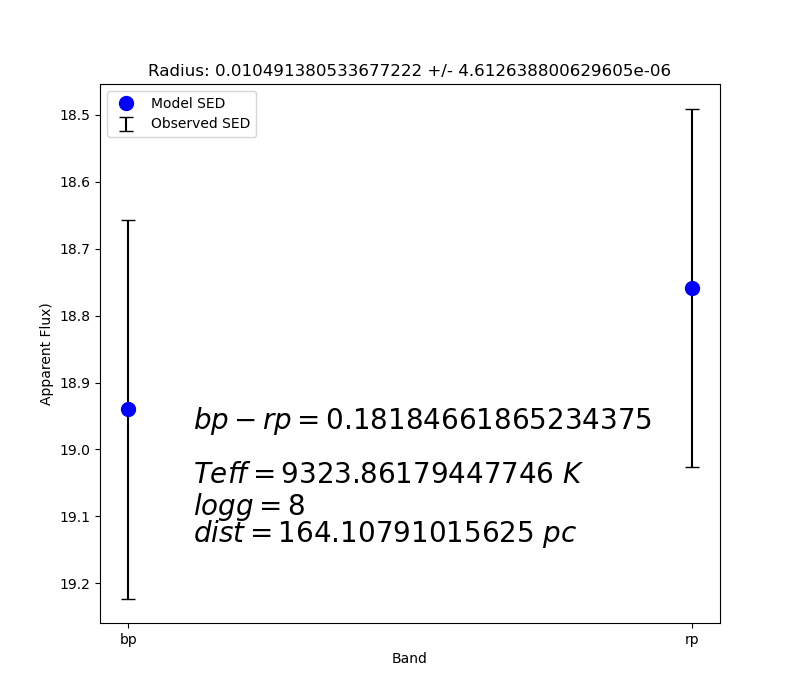 Radius: 0.010491380533677222 +/- 4.612638800629605e-06
Model SED
Observed SED
18.5
18.6
18.7
18.8
18.9
19.0
19.1
19.2
Apparent Flux)
bp − rp = 0.18184661865234375
Teff = 9323.86179447746 K
logg = 8
dist = 164.10791015625 pc
bp
rp
Band